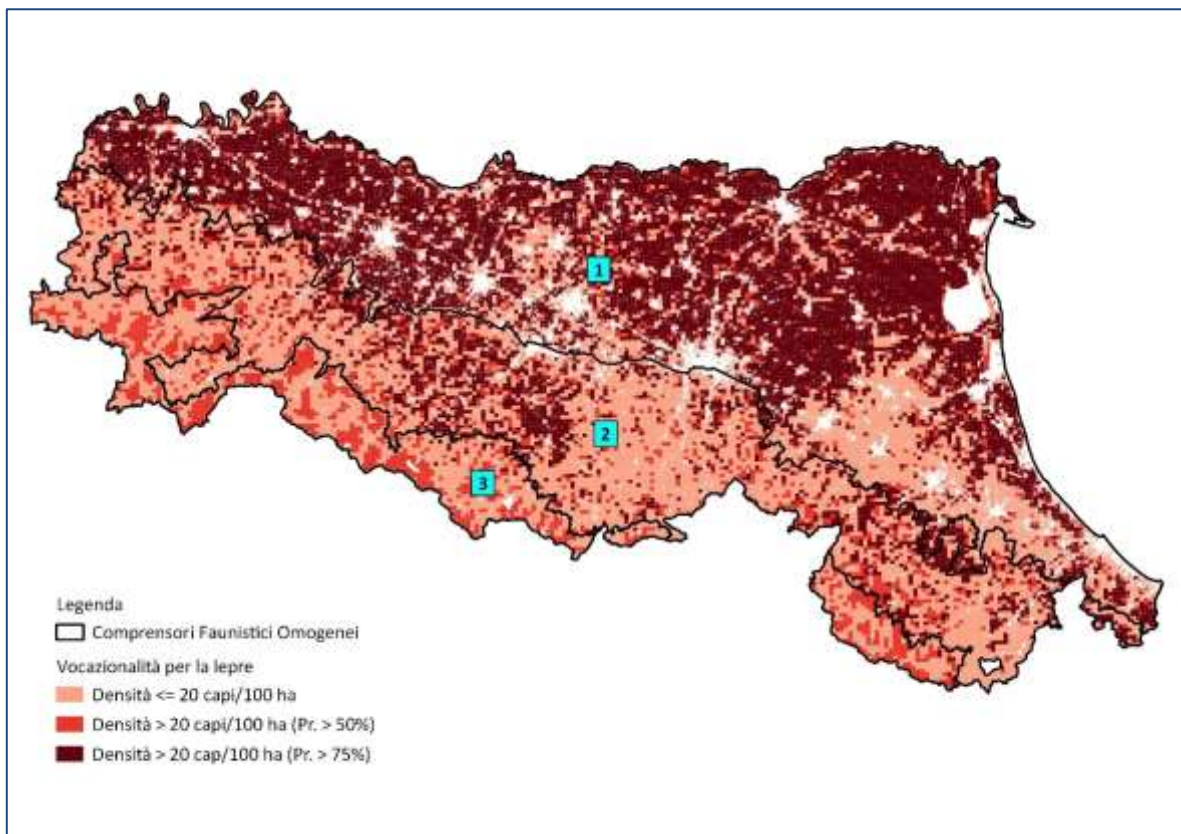 1
2
3
Legenda
Comprensori Faunistici Omogenei
Vocazionalità per la lepre
Densità <= 20 capi/100 ha
Densità > 20 capi/100 ha (Pr. > 50%)
Densità > 20 cap/100 ha (Pr. > 75%)